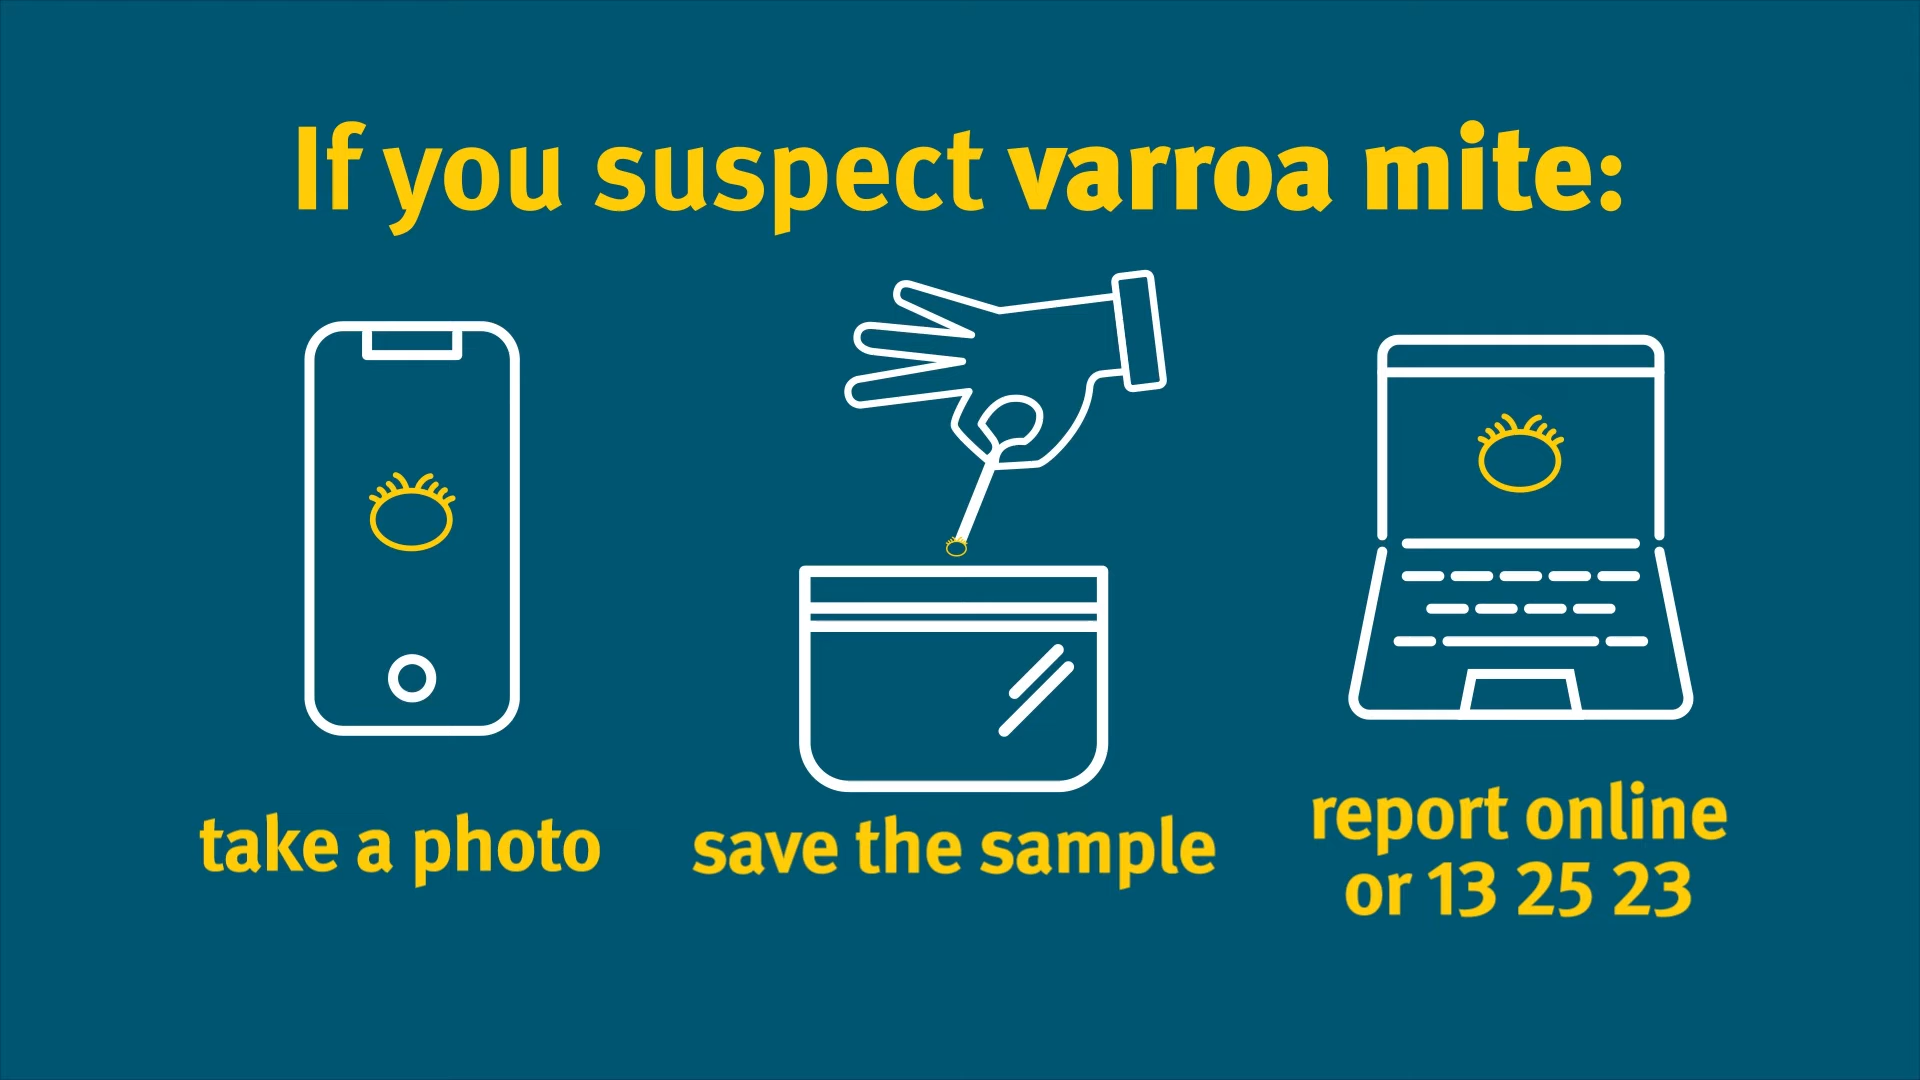 If you suspect varroa mite:
take a photo
save the sample
report online
or 13 25 23